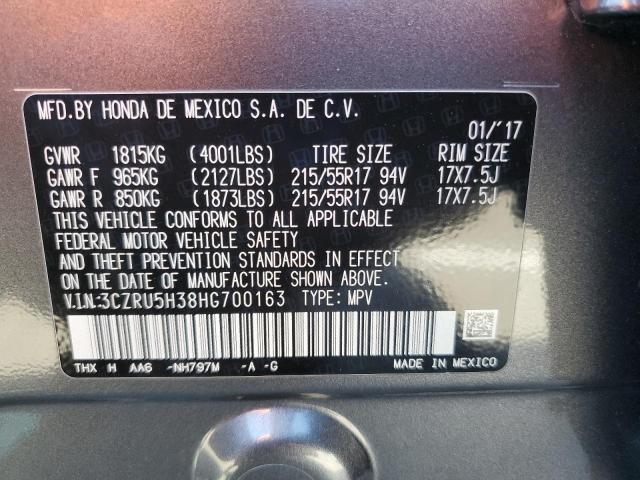 MFD.BY HONDA DE MEXICO S.A. DE C.V.
01/'17
GVWR 1815KG (4001LBS) TIRE SIZE RIM SIZE
GAWR F 965KG (2127LBS) 215/55R17 94V 17X7.5J
GAWR R 850KG (1873LBS) 215/55R17 94V 17X7.5J
THIS VEHICLE CONFORMS TO ALL APPLICABLE
FEDERAL MOTOR VEHICLE SAFETY
AND THEFT PREVENTION STANDARDS IN EFFECT
ON THE DATE OF MANUFACTURE SHOWN ABOVE.
V.I.N.:3CZRU5H38HG700163 TYPE: MPV
THX H AA6 -NH797M -A -G MADE IN MEXICO